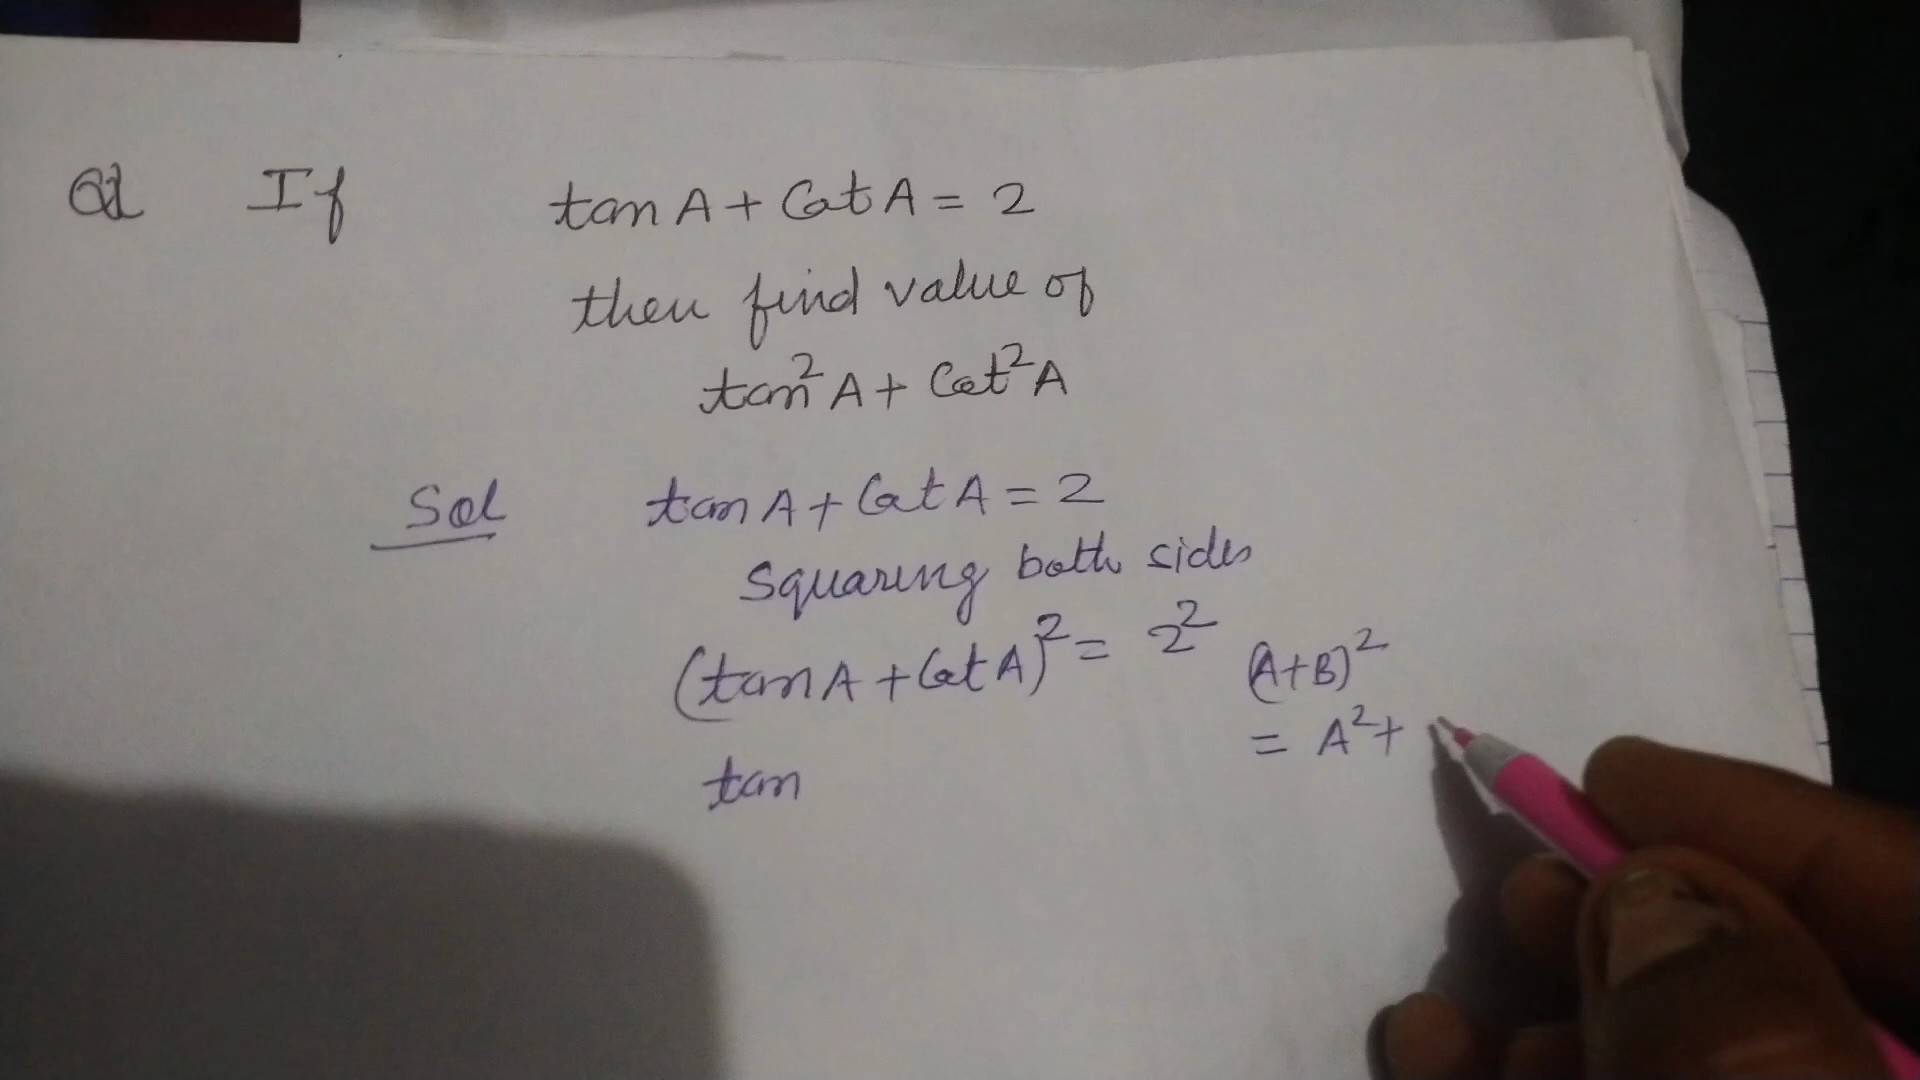 Q1 If tan A + Cot A = 2
then find value of
tan² A + Cot² A
Sol tan A + Cot A = 2
Squaring both sides
(tan A + Cot A)² = 2² (A+B)²
= A² +
tan